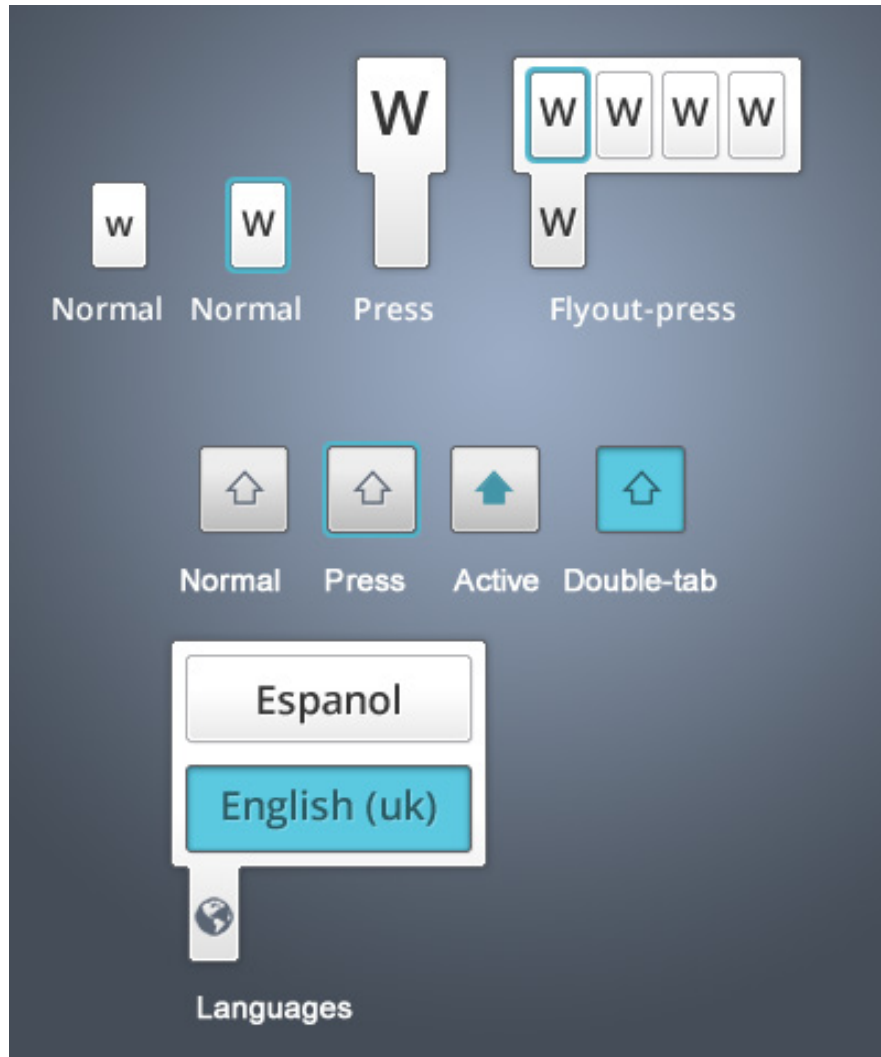 W
W W W W
w W W
Normal Normal Press Flyout-press
Normal Press Active Double-tab
Espanol
English (uk)
Languages